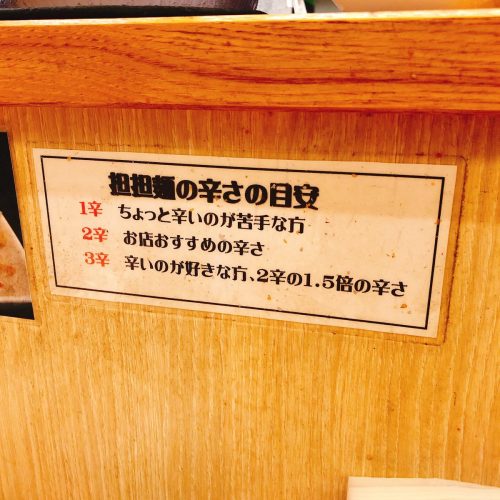 担担麺の辛さの目安
1辛 ちょっと辛いのが苦手な方
2辛 お店おすすめの辛さ
3辛 辛いのが好きな方、2辛の1.5倍の辛さ